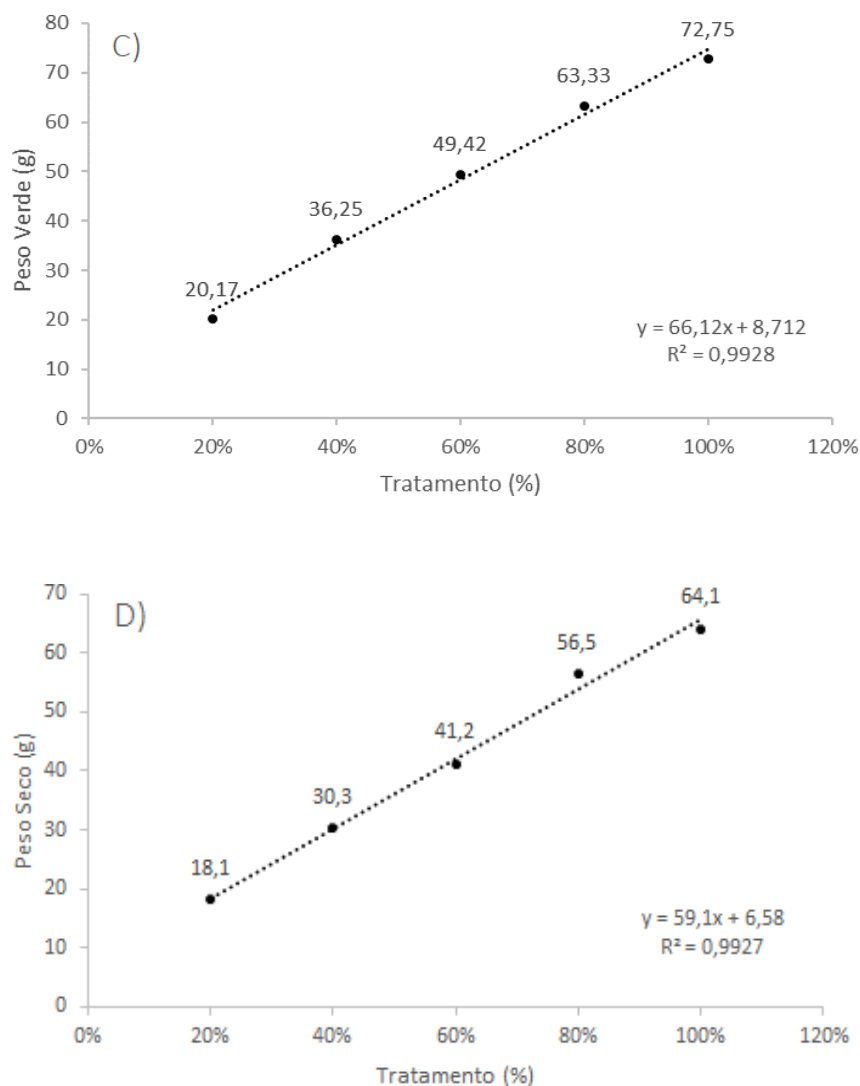 C)
Peso Verde (g)
80
70
60
50
40
30
20
10
0
20,17
36,25
49,42
63,33
72,75
y = 66,12x + 8,712
R² = 0,9928
0% 20% 40% 60% 80% 100% 120%
Tratamento (%)
D)
Peso Seco (g)
70
60
50
40
30
20
10
0
18,1
30,3
41,2
56,5
64,1
y = 59,1x + 6,58
R² = 0,9927
0% 20% 40% 60% 80% 100% 120%
Tratamento (%)